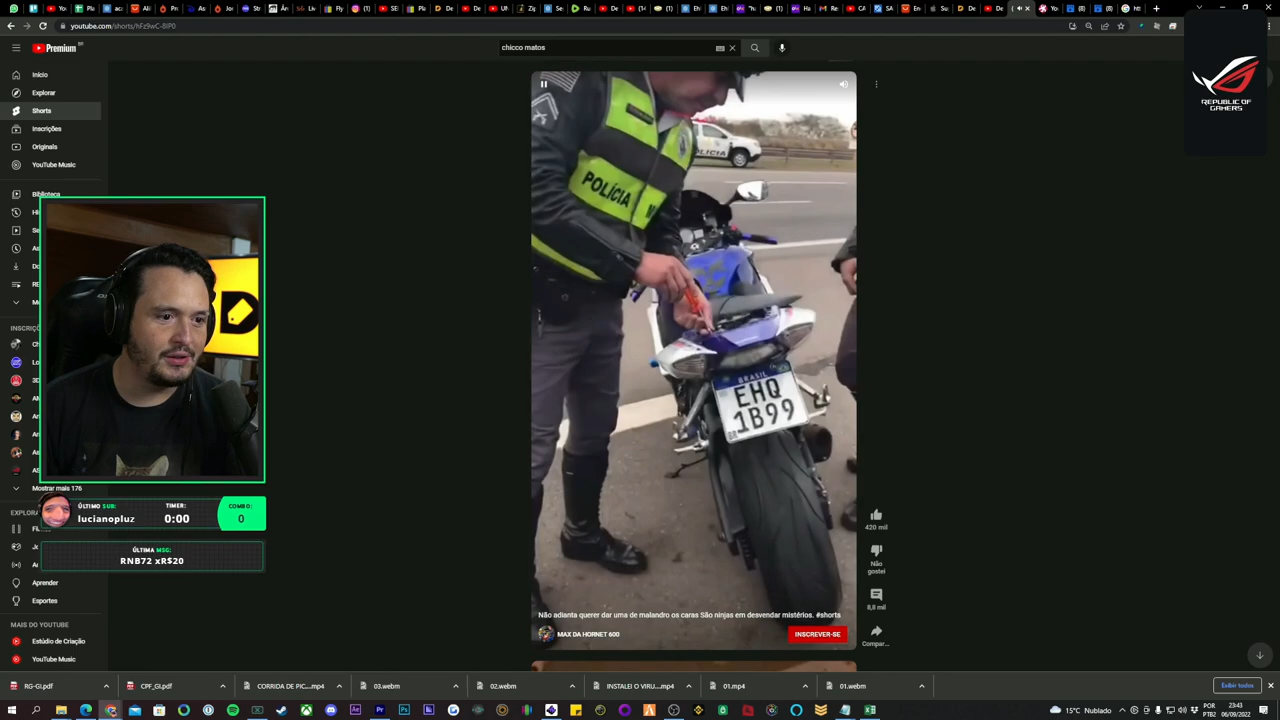 youtube.com/shorts/hFz9wC-8IP0
Premium
BR
chicco matos
REPUBLIC OF
GAMERS
Início
Explorar
Shorts
Inscrições
Originais
YouTube Music
Biblioteca
POLÍCIA
POLICIA
BRASIL
EHQ
1B99
BR
Mostrar mais 176
ÚLTIMO SUB:
lucianopluz
TIMER:
0:00
COMBO:
0
ÚLTIMA MSG:
RNB72 xR$20
Aprender
Esportes
MAIS DO YOUTUBE
Estúdio de Criação
YouTube Music
420 mil
Não
gostei
8,8 mil
Compar...
Não adianta querer dar uma de malandro os caras São ninjas em desvendar mistérios. #shorts
MAX DA HORNET 600
INSCREVER-SE
RG-GI.pdf
CPF_GI.pdf
CORRIDA DE PIC....mp4
03.webm
02.webm
INSTALEI O VIRU....mp4
01.mp4
01.webm
Exibir todos
15°C Nublado
POR
PTB2
23:43
06/09/2022